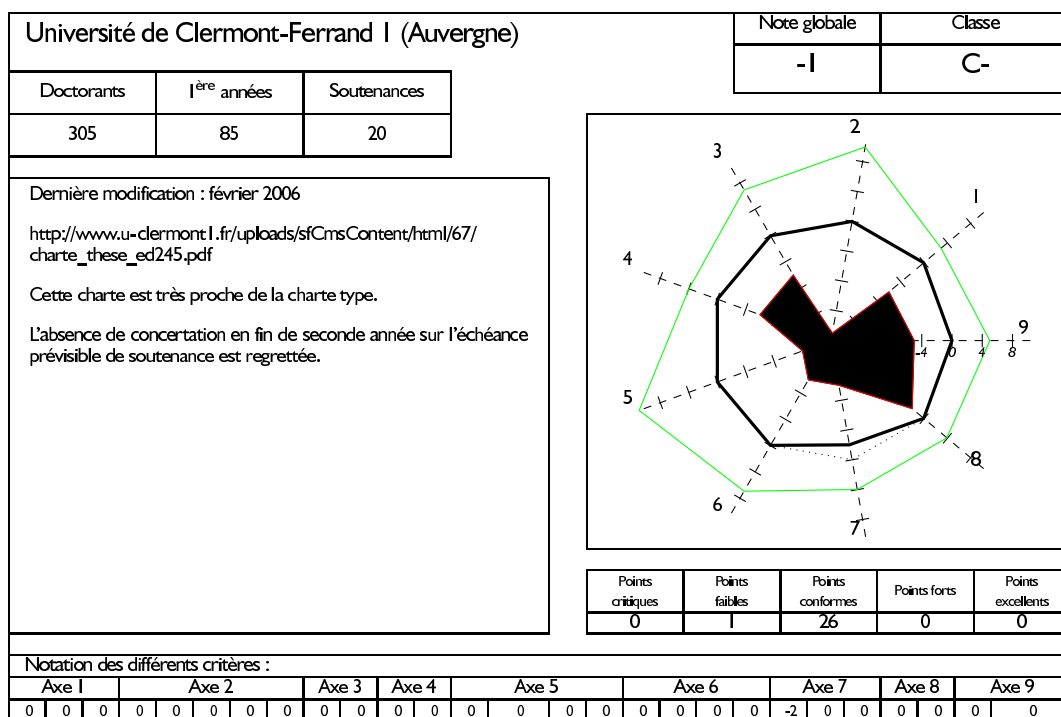 Université de Clermont-Ferrand 1 (Auvergne)
Note globale Classe
-1 C-
Doctorants 1ère années Soutenances
305 85 20
Dernière modification : février 2006
http://www.u-clermont1.fr/uploads/sfCmsContent/html/67/
charte_these_ed245.pdf
Cette charte est très proche de la charte type.
L'absence de concertation en fin de seconde année sur l'échéance
prévisible de soutenance est regrettée.
2
3
1
4
9
-4 0 4 8
5
8
6
7
Points critiques Points faibles Points conformes Points forts Points excellents
0 1 26 0 0
Notation des différents critères :
Axe 1 Axe 2 Axe 3 Axe 4 Axe 5 Axe 6 Axe 7 Axe 8 Axe 9
0 0 0 0 0 0 0 0 0 0 0 0 0 0 0 0 0 0 0 0 -2 0 0 0 0 0 0